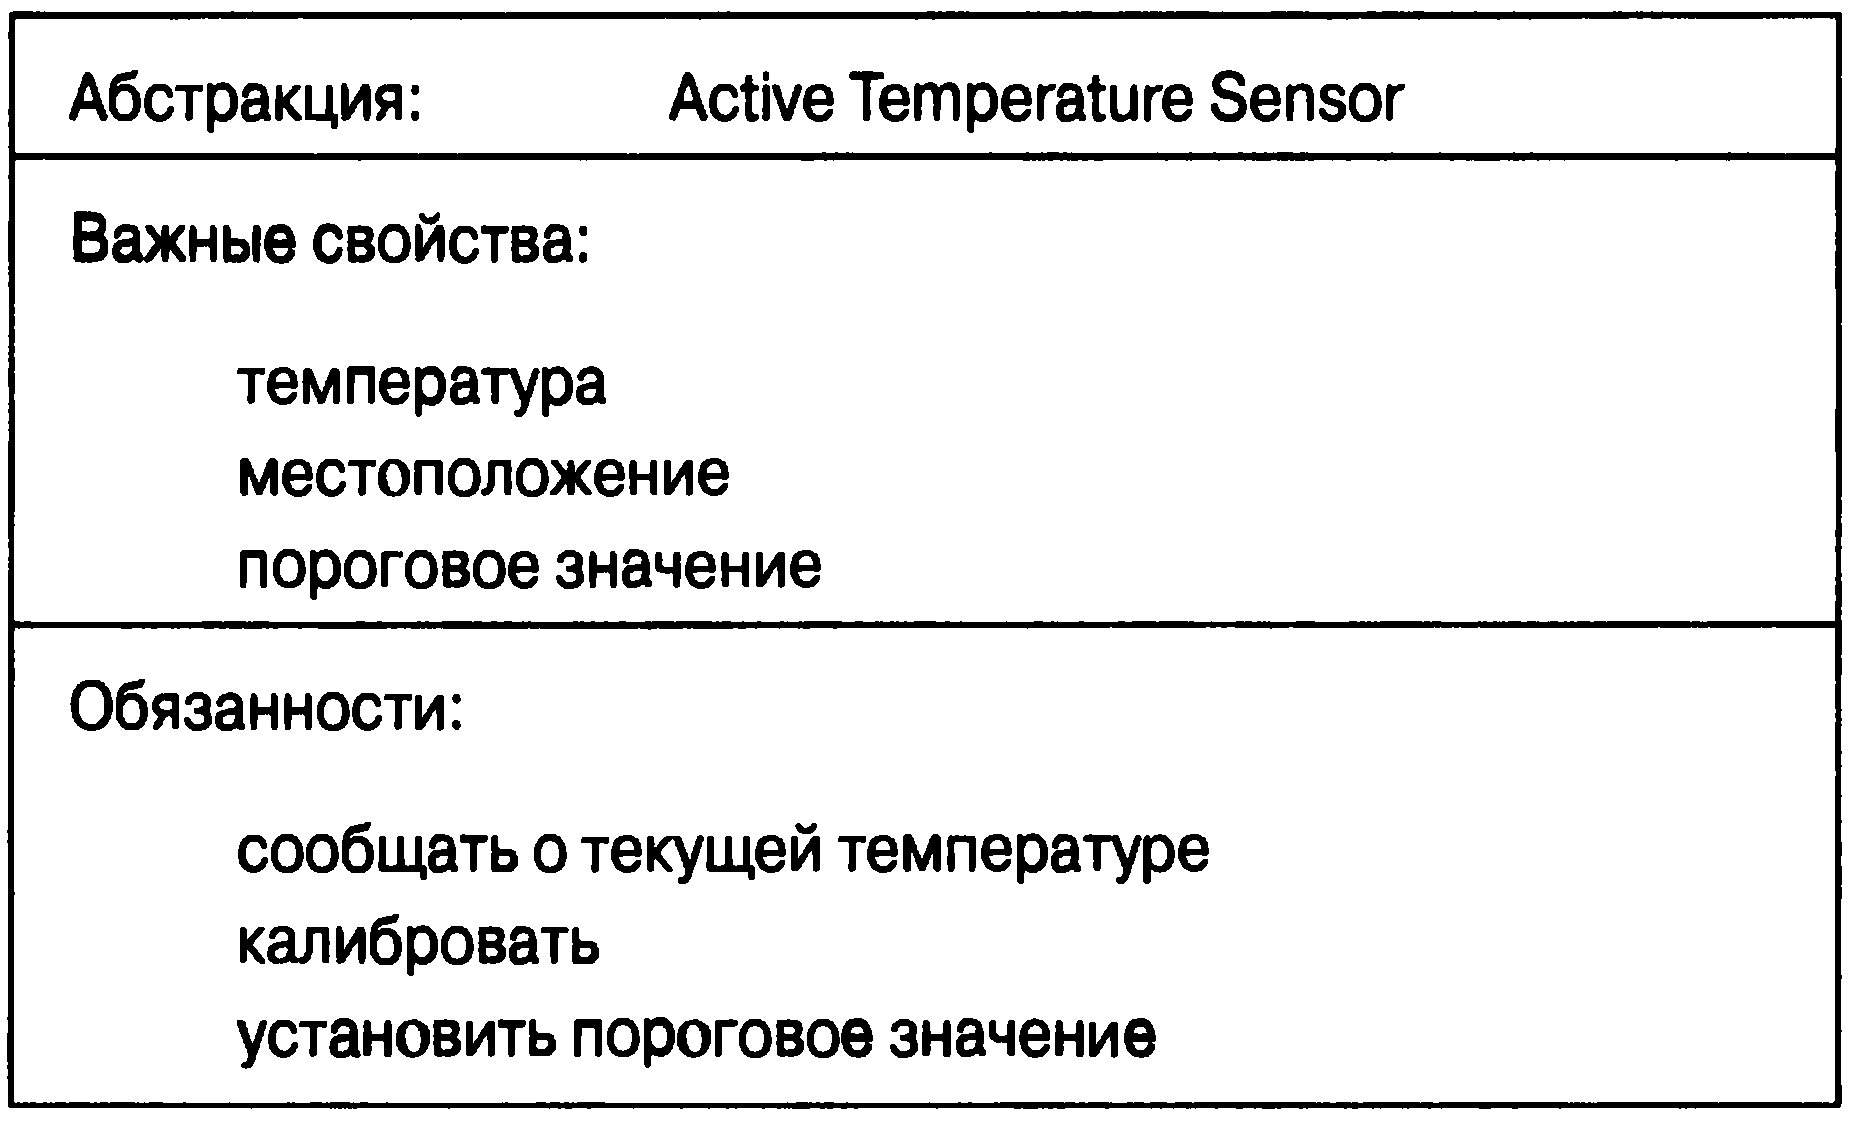 Абстракция: Active Temperature Sensor
Важные свойства:
температура
местоположение
пороговое значение
Обязанности:
сообщать о текущей температуре
калибровать
установить пороговое значение